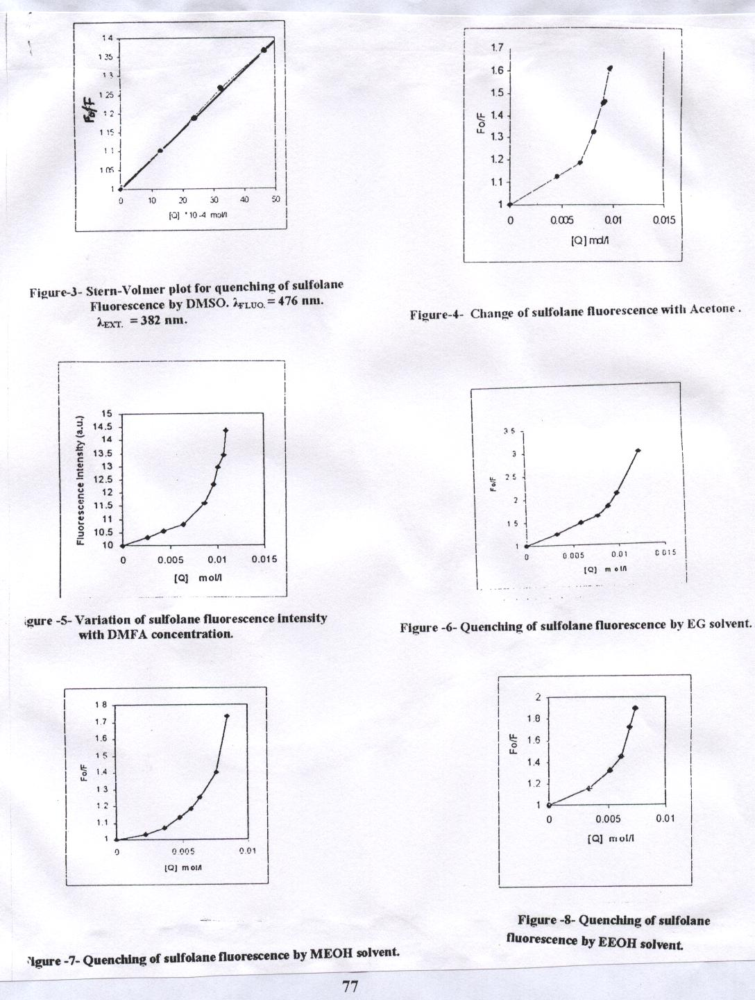 1.4
1.35
1.3
1.25
1.2
1.15
1.1
1.05
1
Fo/F
0 10 20 30 40 50
[Q] *10-4 mol/l
Figure-3- Stern-Volmer plot for quenching of sulfolane
Fluorescence by DMSO. λFLUO. = 476 nm.
λEXT. = 382 nm.
1.7
1.6
1.5
1.4
1.3
1.2
1.1
1
Fo/F
0 0.005 0.01 0.015
[Q] mol/l
Figure-4- Change of sulfolane fluorescence with Acetone .
15
14.5
14
13.5
13
12.5
12
11.5
11
10.5
10
Fluorescence Intensity (a.u.)
0 0.005 0.01 0.015
[Q] mol/l
igure -5- Variation of sulfolane fluorescence intensity
with DMFA concentration.
3.5
3
2.5
2
1.5
1
Fo/F
0 0.005 0.01 0.015
[Q] mol/l
Figure -6- Quenching of sulfolane fluorescence by EG solvent.
1.8
1.7
1.6
1.5
1.4
1.3
1.2
1.1
1
Fo/F
0 0.005 0.01
[Q] mol/l
igure -7- Quenching of sulfolane fluorescence by MEOH solvent.
2
1.8
1.6
1.4
1.2
1
Fo/F
0 0.005 0.01
[Q] mol/l
Figure -8- Quenching of sulfolane
fluorescence by EEOH solvent.
77